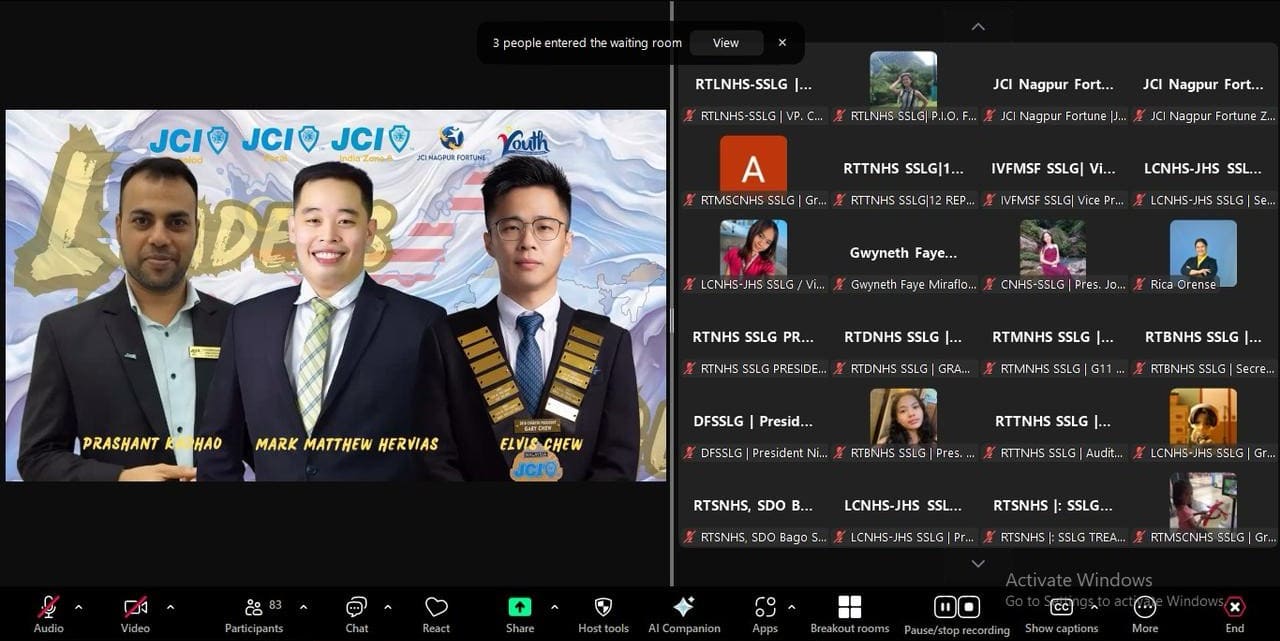 3 people entered the waiting room View
JCI JCI JCI
India Zone
JCI NAGPUR FORTUNE
Youth
PRASHANT
MARK MATTHEW HERVIAS
ELVIS CHEW
GARY CHEW
JCI
RTLNHS-SSLG |... JCI Nagpur Fort... JCI Nagpur Fort...
RTLNHS-SSLG | VP. C... RTLNHS SSLG| P.I.O. F... JCI Nagpur Fortune |J... JCI Nagpur Fortune Z...
A RTTNHS SSLG|1... IVFMSF SSLG| Vi... LCNHS-JHS SSL...
RTMSCNHS SSLG | Gr... RTTNHS SSLG|12 REP... IVFMSF SSLG| Vice Pr... LCNHS-JHS SSLG | Se...
Gwyneth Faye...
LCNHS-JHS SSLG / Vi... Gwyneth Faye Miraflo... CNHS-SSLG | Pres. Jo... Rica Orense
RTNHS SSLG PR... RTDNHS SSLG |... RTMNHS SSLG |... RTBNHS SSLG |...
RTNHS SSLG PRESIDE... RTDNHS SSLG | GRA... RTMNHS SSLG | G11 ... RTBNHS SSLG | Secre...
DFSSLG | Presid... RTTNHS SSLG |...
DFSSLG | President Ni... RTBNHS SSLG | Pres. ... RTTNHS SSLG | Audit... LCNHS-JHS SSLG | Gr...
RTSNHS, SDO B... LCNHS-JHS SSL... RTSNHS |: SSLG...
RTSNHS, SDO Bago S... LCNHS-JHS SSLG | Pr... RTSNHS |: SSLG TREA... RTMSCNHS SSLG | Gr...
Activate Windows
Go to Settings to activate Windows.
83
Audio Video Participants Chat React Share Host tools AI Companion Apps Breakout rooms Pause/stop recording Show captions More End